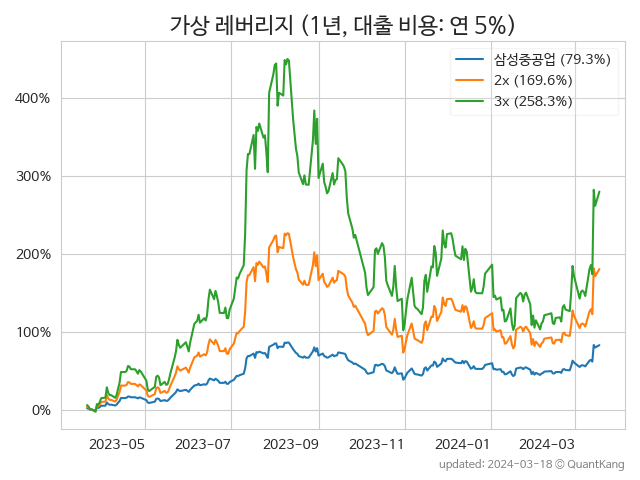 가상 레버리지 (1년, 대출 비용: 연 5%)
삼성중공업 (79.3%)
2x (169.6%)
3x (258.3%)
400%
300%
200%
100%
0%
2023-05 2023-07 2023-09 2023-11 2024-01 2024-03
updated: 2024-03-18 © QuantKang